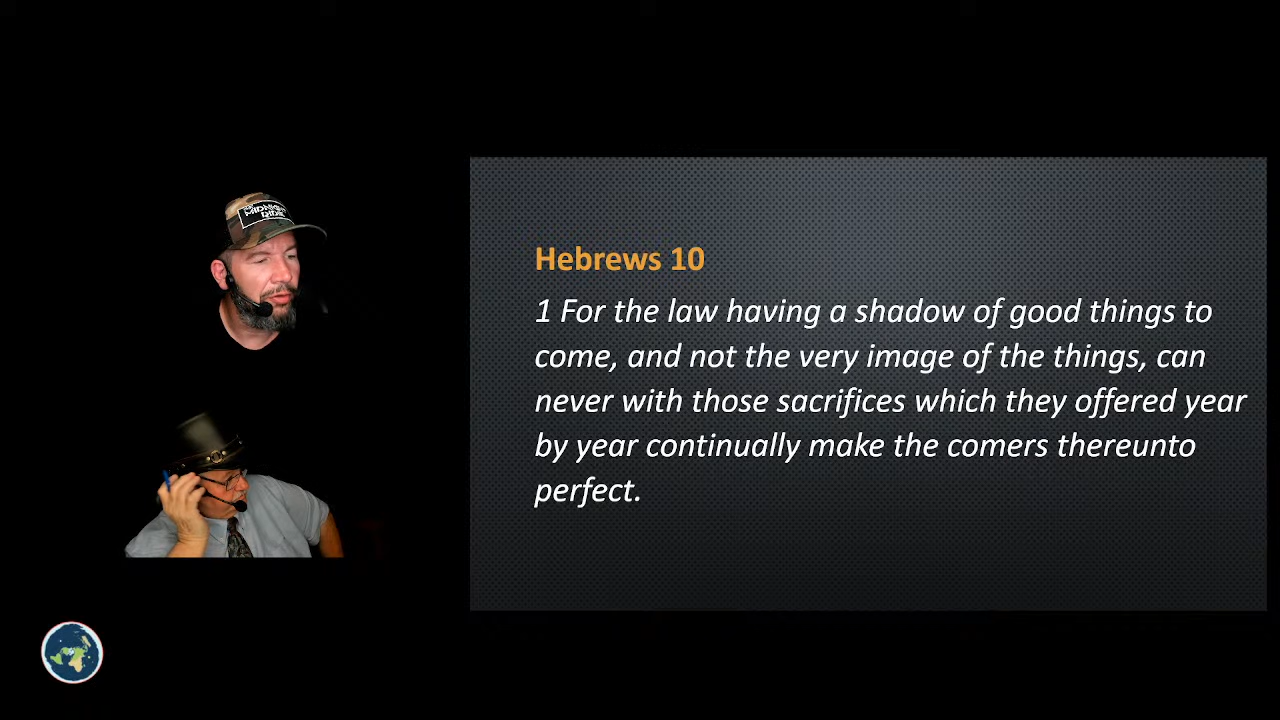 MIDNIGHT
RIDE
Hebrews 10
1 For the law having a shadow of good things to
come, and not the very image of the things, can
never with those sacrifices which they offered year
by year continually make the comers thereunto
perfect.